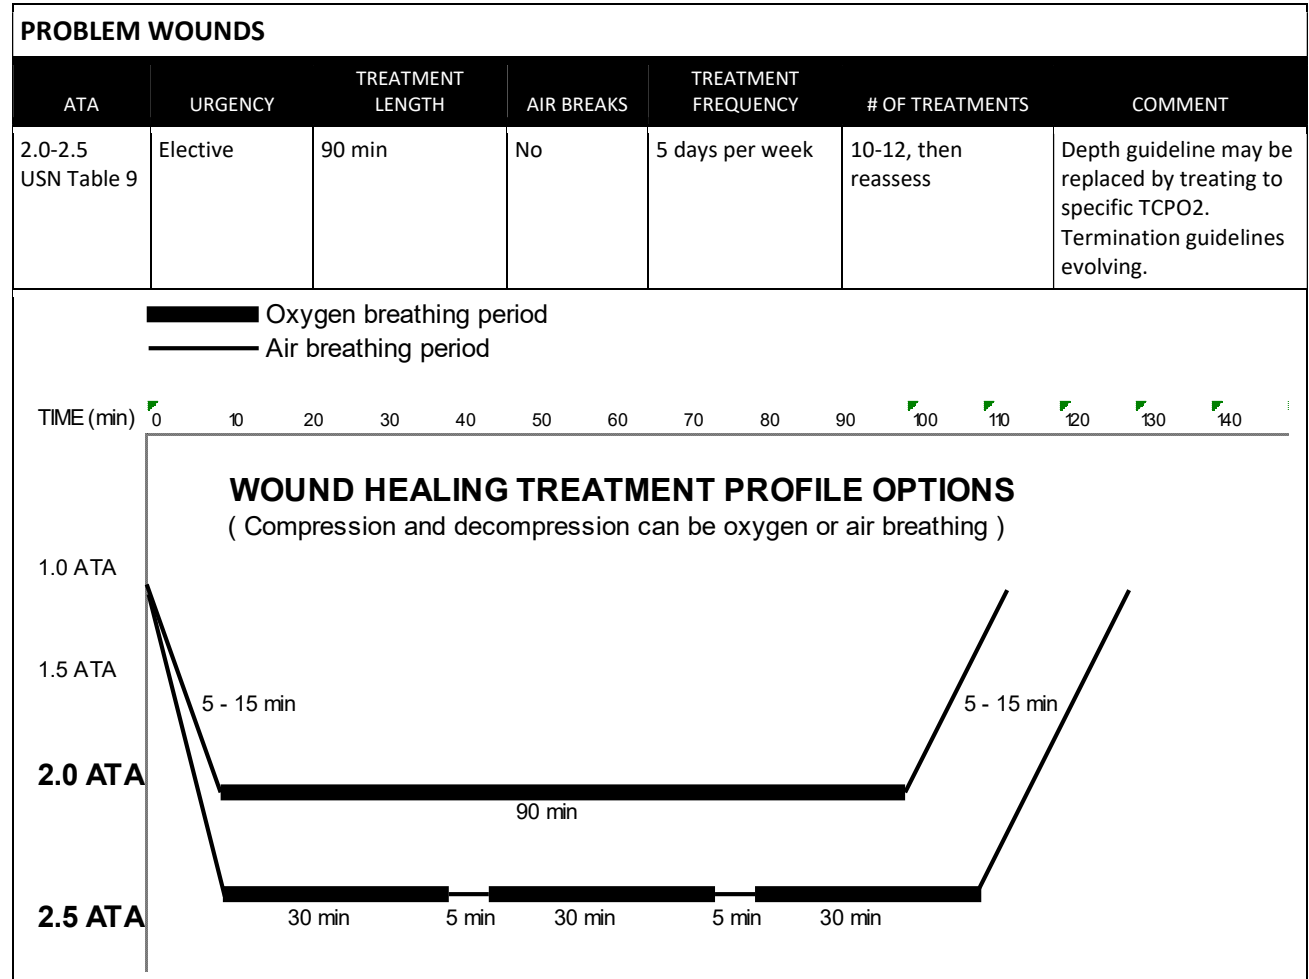 PROBLEM WOUNDS
TREATMENT TREATMENT
ATA URGENCY LENGTH AIR BREAKS FREQUENCY # OF TREATMENTS COMMENT
2.0-2.5 Elective 90 min No 5 days per week 10-12, then Depth guideline may be
USN Table 9 reassess replaced by treating to
specific TCPO2.
Termination guidelines
evolving.
Oxygen breathing period
Air breathing period
TIME (min) 0 10 20 30 40 50 60 70 80 90 100 110 120 130 140
WOUND HEALING TREATMENT PROFILE OPTIONS
( Compression and decompression can be oxygen or air breathing )
1.0 ATA
1.5 ATA
5 - 15 min 5 - 15 min
2.0 ATA
90 min
2.5 ATA 30 min 5 min 30 min 5 min 30 min